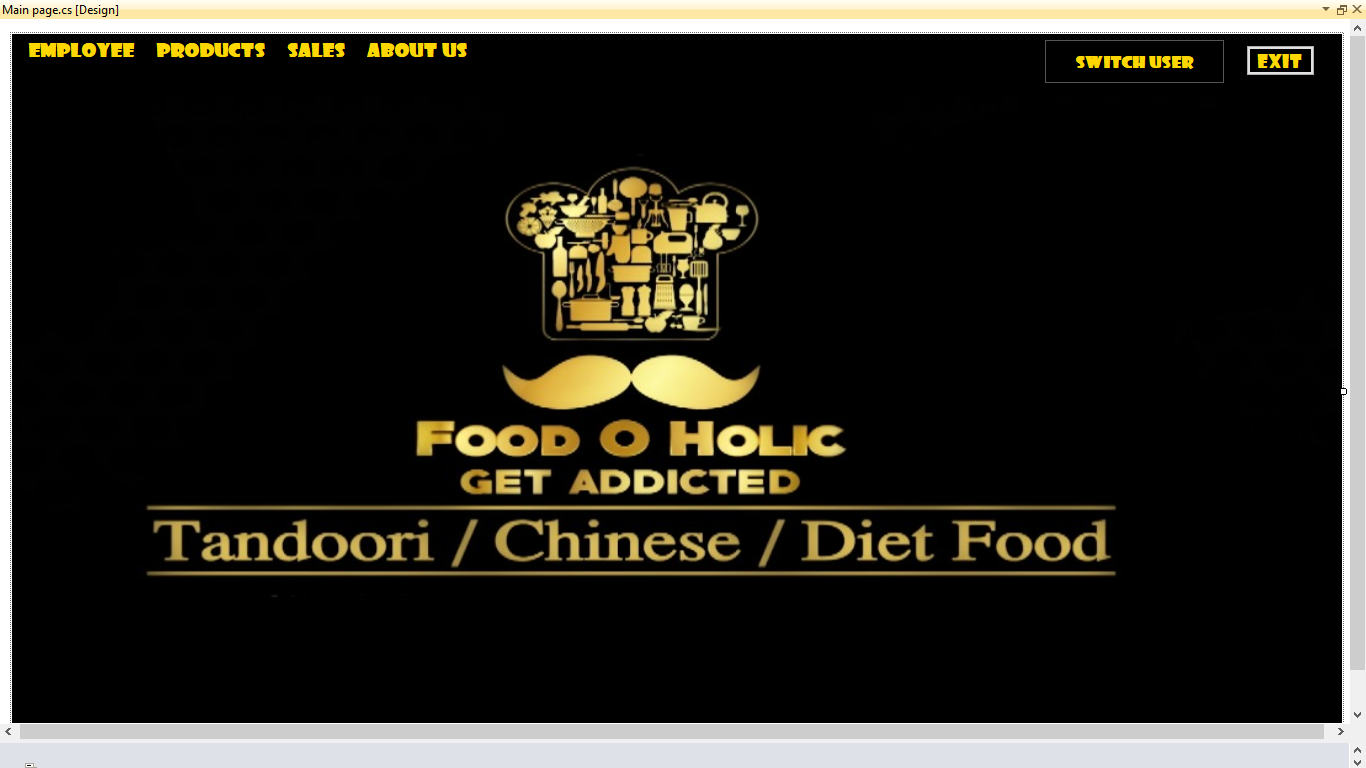 Main page.cs [Design]
EMPLOYEE PRODUCTS SALES ABOUT US
SWITCH USER EXIT
FOOD O HOLIC
GET ADDICTED
Tandoori / Chinese / Diet Food